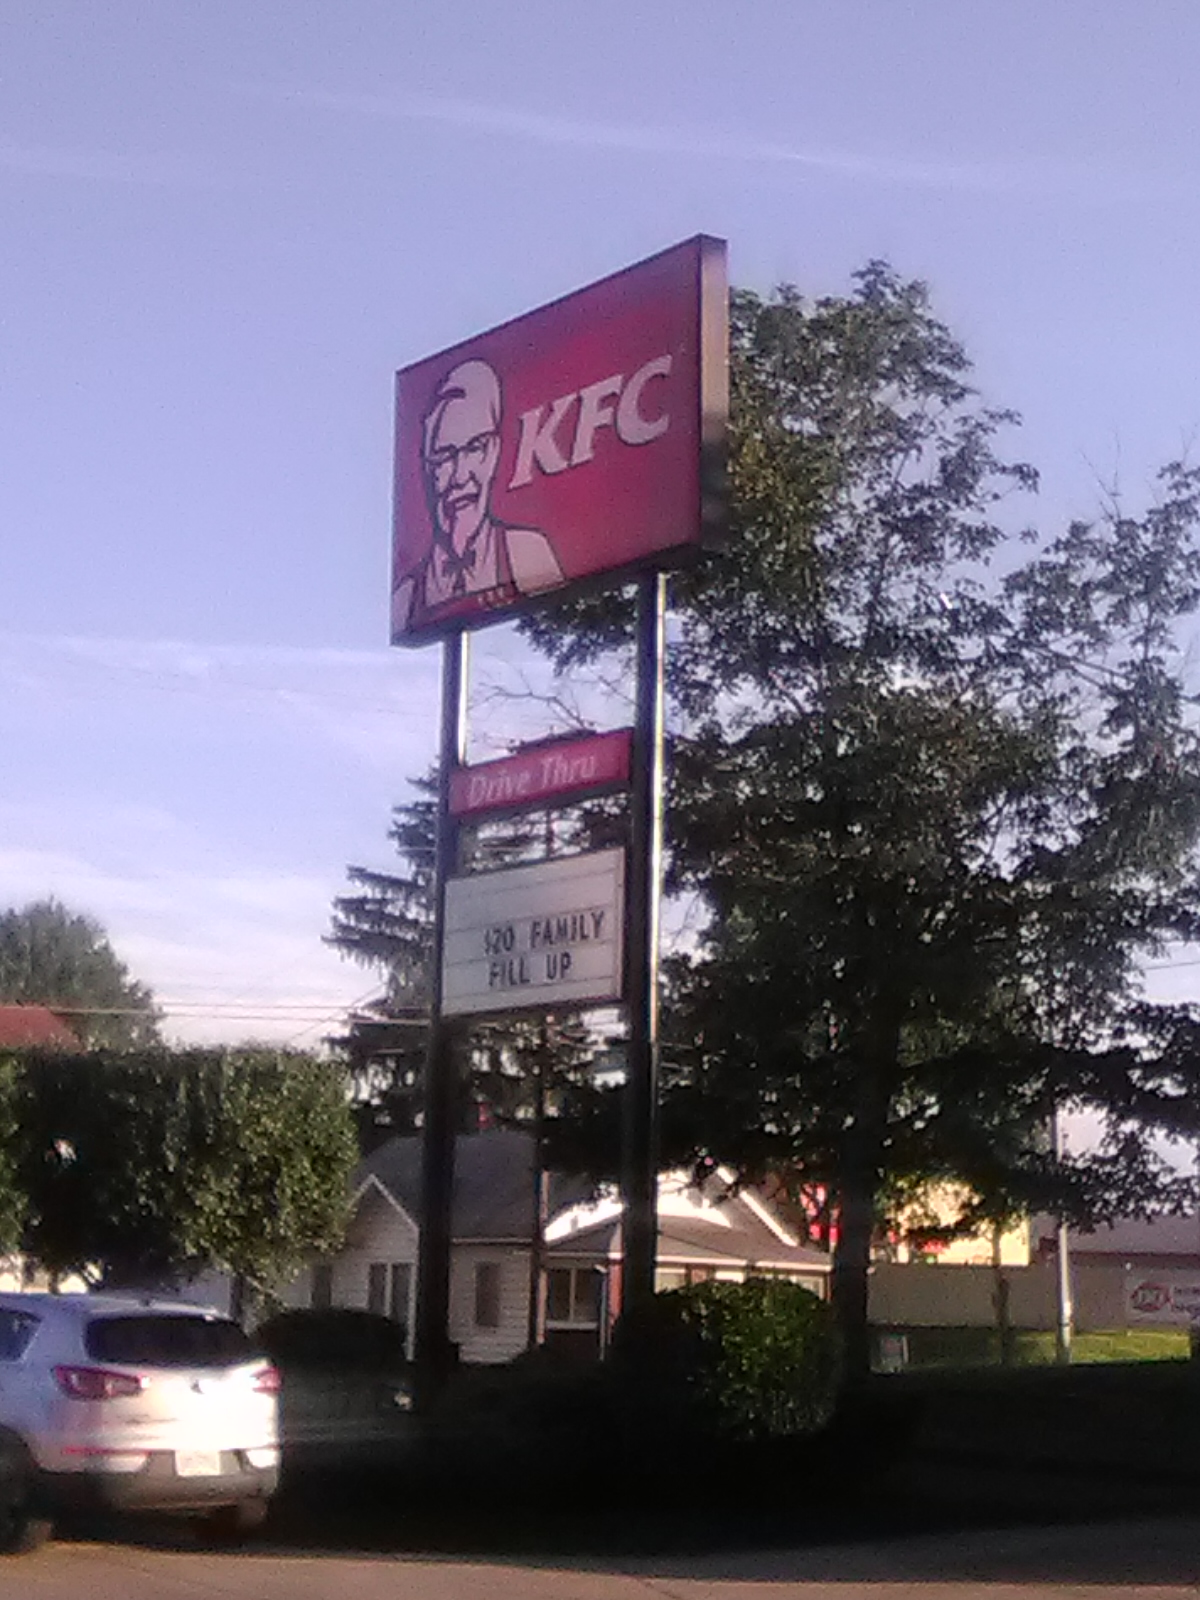 KFC
Drive Thru
$20 FAMILY
FILL UP